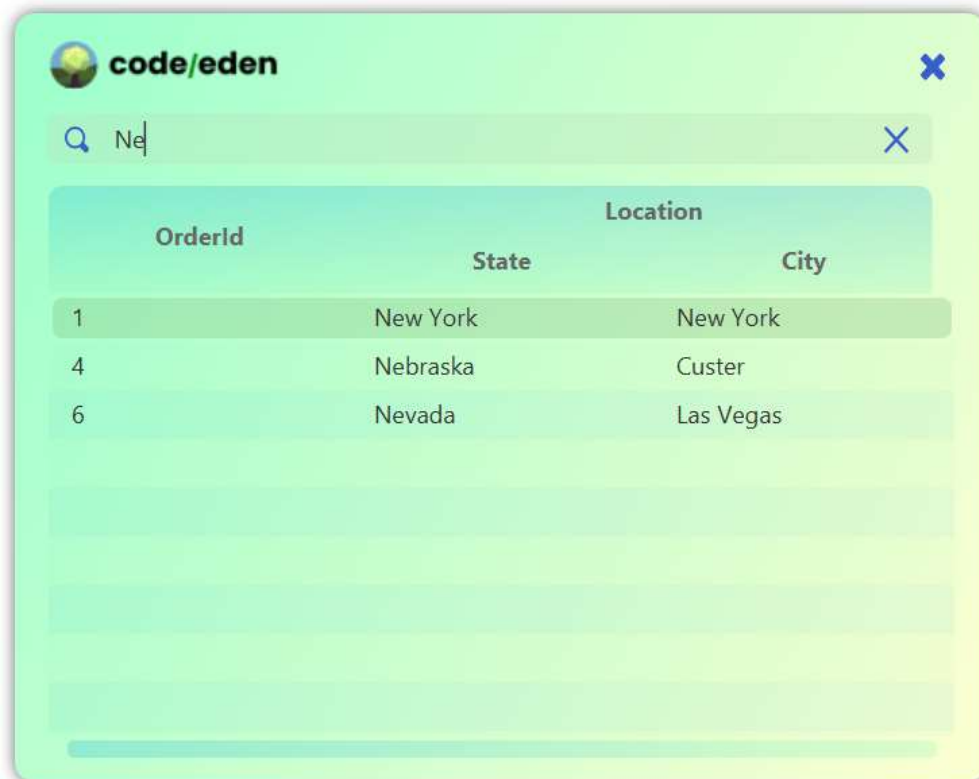 code/eden
Ne
Location
OrderId
State City
1 New York New York
4 Nebraska Custer
6 Nevada Las Vegas